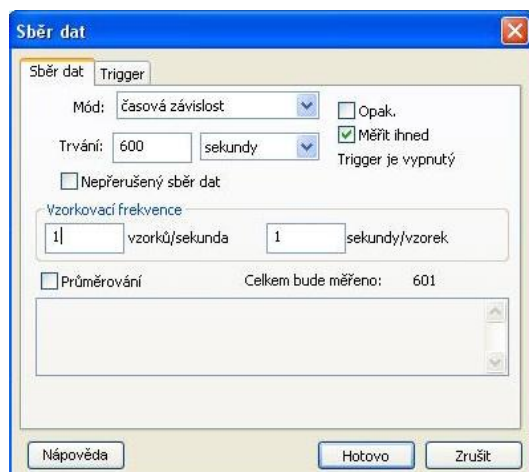 Sběr dat
Sběr dat Trigger
Mód: časová závislost
Opak.
Měřit ihned
Trvání: 600 sekundy
Trigger je vypnutý
Nepřerušený sběr dat
Vzorkovací frekvence
1 vzorků/sekunda 1 sekundy/vzorek
Průměrování Celkem bude měřeno: 601
Nápověda Hotovo Zrušit